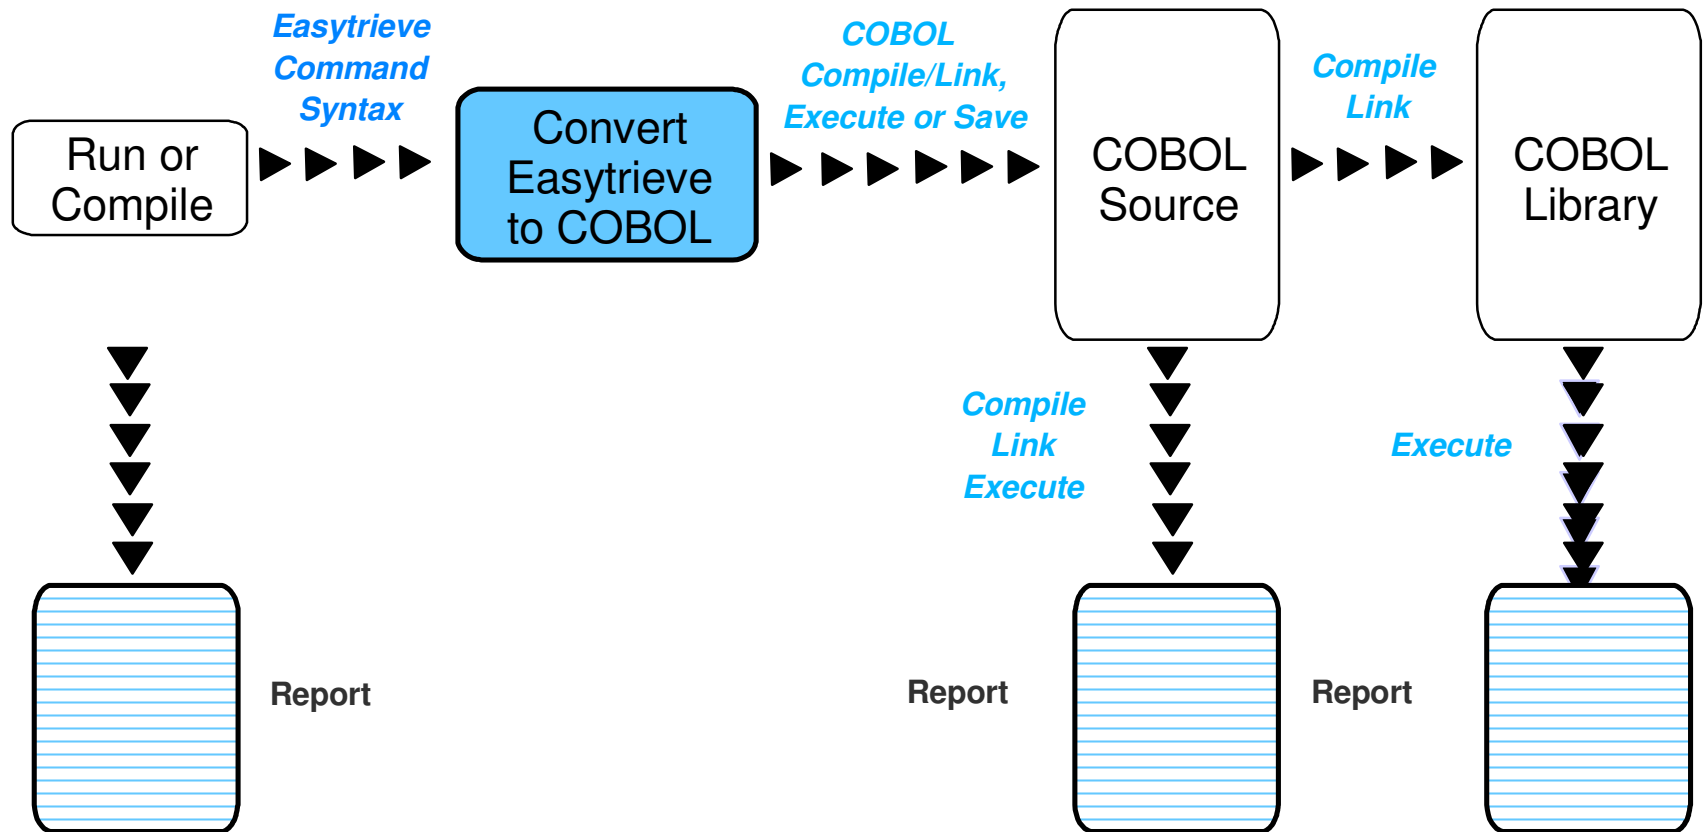 Easytrieve
Command
Syntax
COBOL
Compile/Link,
Execute or Save
Compile
Link
Run or
Compile
Convert
Easytrieve
to COBOL
COBOL
Source
COBOL
Library
Compile
Link
Execute
Execute
Report
Report
Report